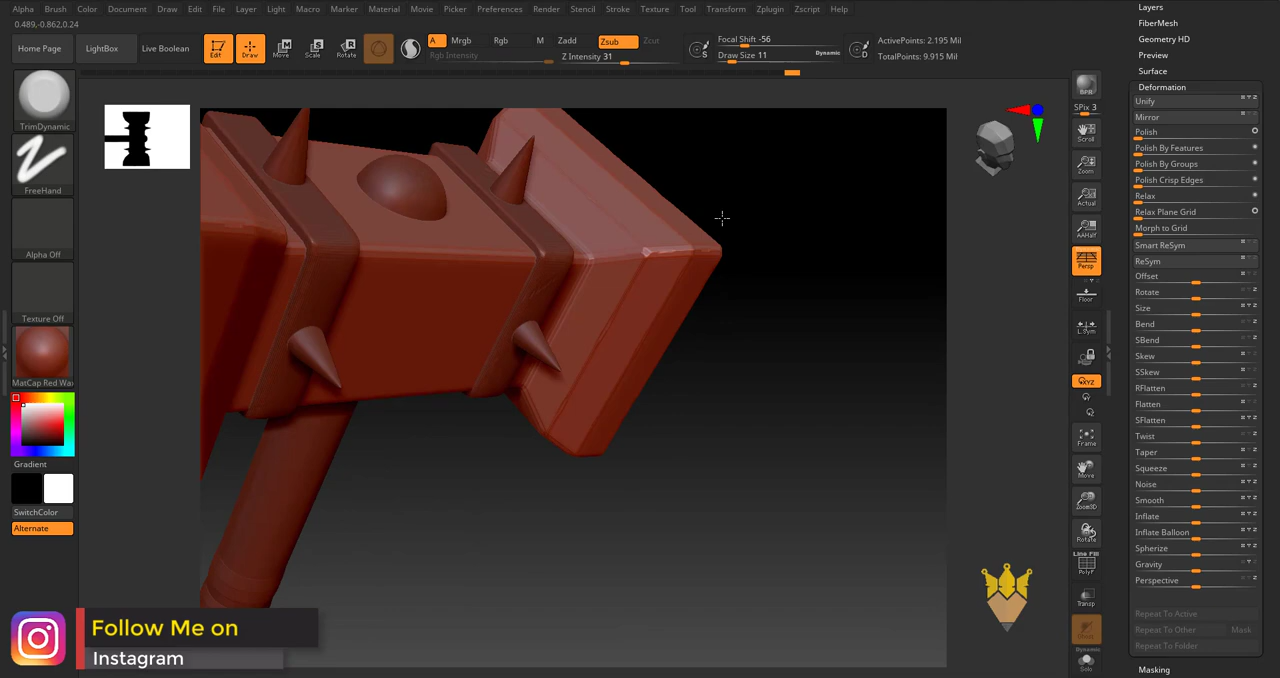 Alpha Brush Color Document Draw Edit File Layer Light Macro Marker Material Movie Picker Preferences Render Stencil Stroke Texture Tool Transform Zplugin Zscript Help
0.489,-0.862,0.24
Home Page LightBox Live Boolean Edit Draw Move Scale Rotate A Mrgb Rgb M Zadd Zsub Zcut Focal Shift -56 ActivePoints: 2.195 Mil
Rgb Intensity Z Intensity 31 Draw Size 11 Dynamic TotalPoints: 9.915 Mil
S
D
TrimDynamic
FreeHand
Alpha Off
Texture Off
MatCap Red Wax
Gradient
SwitchColor
Alternate
BPR
SPix 3
Scroll
Zoom
Actual
AAHalf
Dynamic
Persp
Floor
L.Sym
XYZ
Frame
Move
Zoom3D
Rotate
Line Fill
PolyF
Transp
Ghost
Dynamic
Solo
Layers
FiberMesh
Geometry HD
Preview
Surface
Deformation
Unify
Mirror
Polish
Polish By Features
Polish By Groups
Polish Crisp Edges
Relax
Relax Plane Grid
Morph to Grid
Smart ReSym
ReSym
Offset
Rotate
Size
Bend
SBend
Skew
SSkew
RFlatten
Flatten
SFlatten
Twist
Taper
Squeeze
Noise
Smooth
Inflate
Inflate Balloon
Spherize
Gravity
Perspective
Repeat To Active
Repeat To Other Mask
Repeat To Folder
Masking
Follow Me on
Instagram